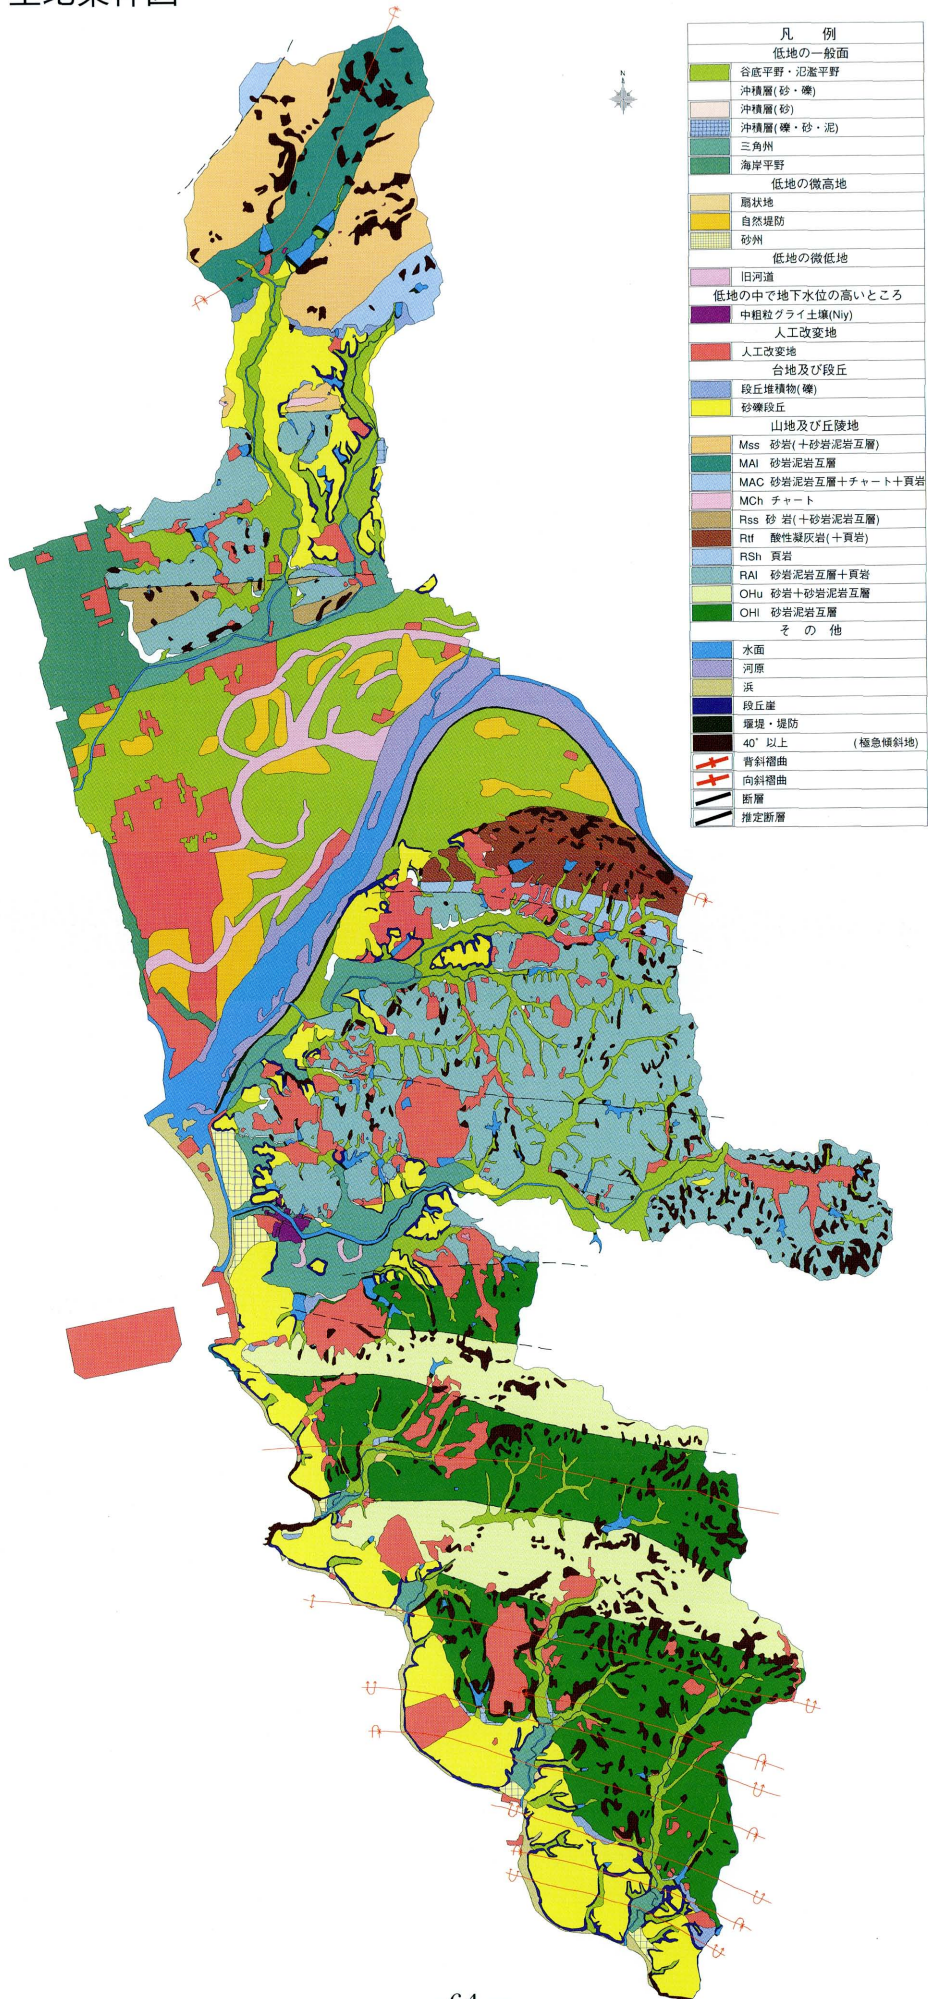 N
凡 例
低地の一般面
谷底平野・氾濫平野
沖積層(砂・礫)
沖積層(砂)
沖積層(礫・砂・泥)
三角州
海岸平野
低地の微高地
扇状地
自然堤防
砂州
低地の微低地
旧河道
低地の中で地下水位の高いところ
中粗粒グライ土壌(Niy)
人工改変地
人工改変地
台地及び段丘
段丘堆積物(礫)
砂礫段丘
山地及び丘陵地
Mss 砂岩(+砂岩泥岩互層)
MAl 砂岩泥岩互層
MAC 砂岩泥岩互層+チャート+頁岩
MCh チャート
Rss 砂 岩(+砂岩泥岩互層)
Rtf 酸性凝灰岩(+頁岩)
RSh 頁岩
RAl 砂岩泥岩互層+頁岩
OHu 砂岩+砂岩泥岩互層
OHl 砂岩泥岩互層
そ の 他
水面
河原
浜
段丘崖
堰堤・堤防
40°以上 (極急傾斜地)
背斜褶曲
向斜褶曲
断層
推定断層